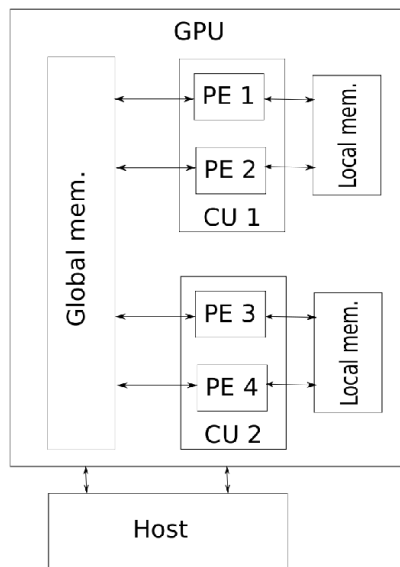 GPU
Global mem.
PE 1
PE 2
CU 1
Local mem.
PE 3
PE 4
CU 2
Local mem.
Host